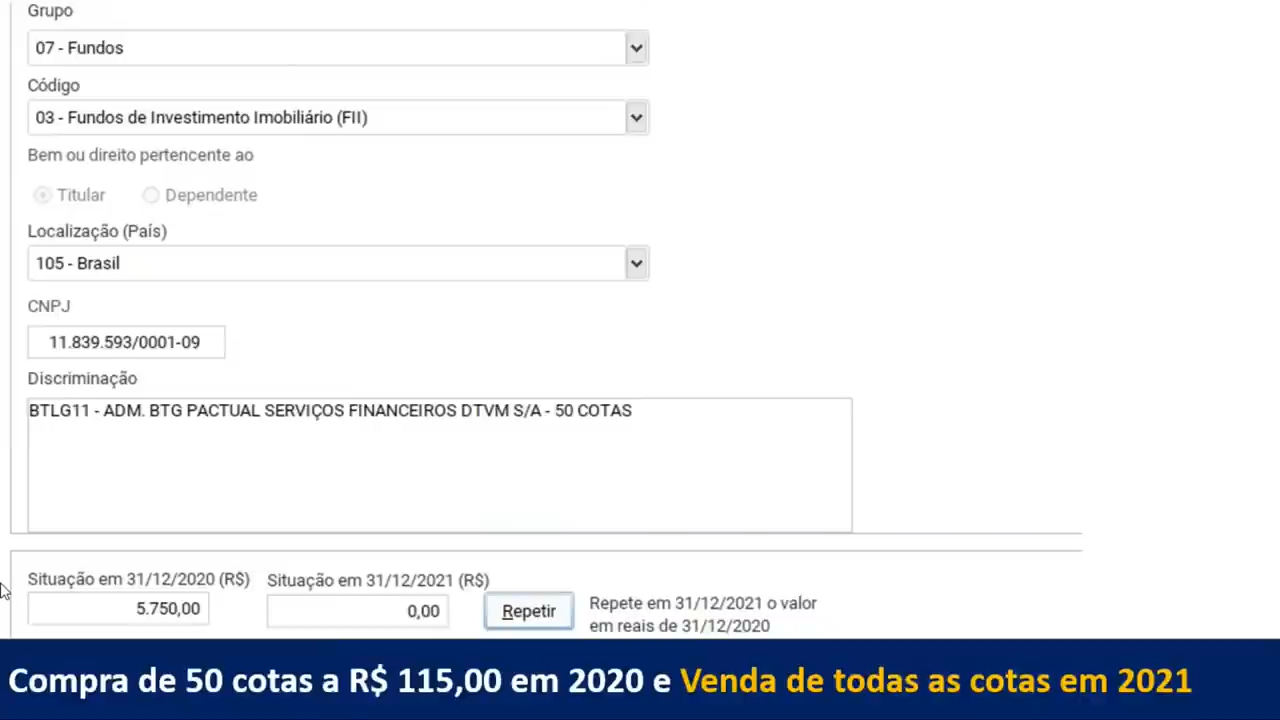 Grupo
07 - Fundos
Código
03 - Fundos de Investimento Imobiliário (FII)
Bem ou direito pertencente ao
Titular Dependente
Localização (País)
105 - Brasil
CNPJ
11.839.593/0001-09
Discriminação
BTLG11 - ADM. BTG PACTUAL SERVIÇOS FINANCEIROS DTVM S/A - 50 COTAS
Situação em 31/12/2020 (R$) Situação em 31/12/2021 (R$)
5.750,00 0,00 Repetir Repete em 31/12/2021 o valor
em reais de 31/12/2020
Compra de 50 cotas a R$ 115,00 em 2020 e Venda de todas as cotas em 2021